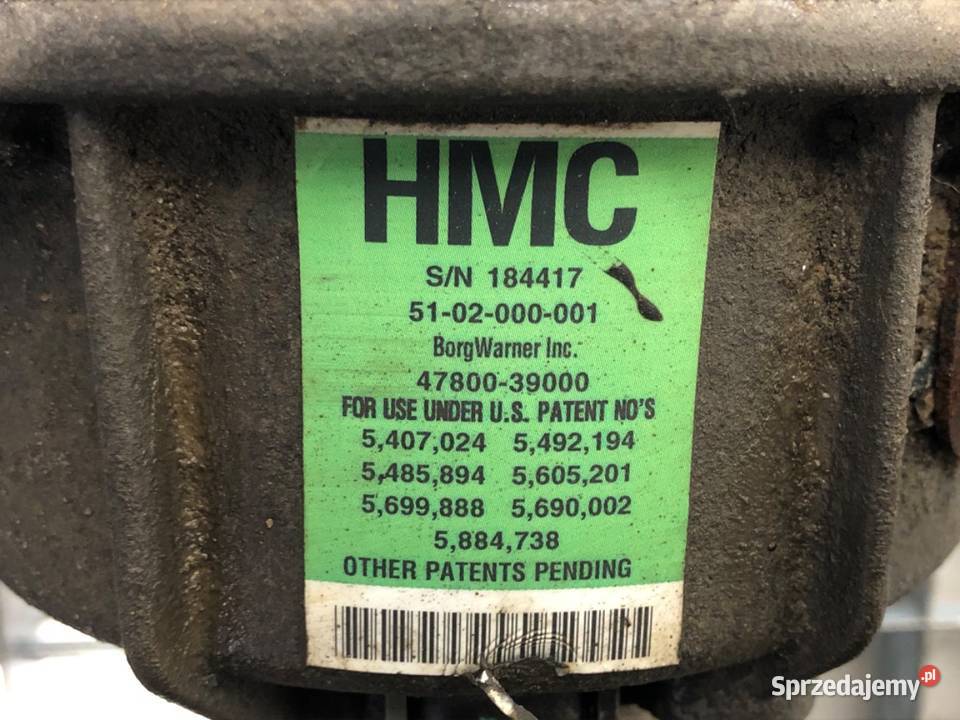 HMC
S/N 184417
51-02-000-001
BorgWarner Inc.
47800-39000
FOR USE UNDER U.S. PATENT NO'S
5,407,024 5,492,194
5,485,894 5,605,201
5,699,888 5,690,002
5,884,738
OTHER PATENTS PENDING
Sprzedajemy.pl